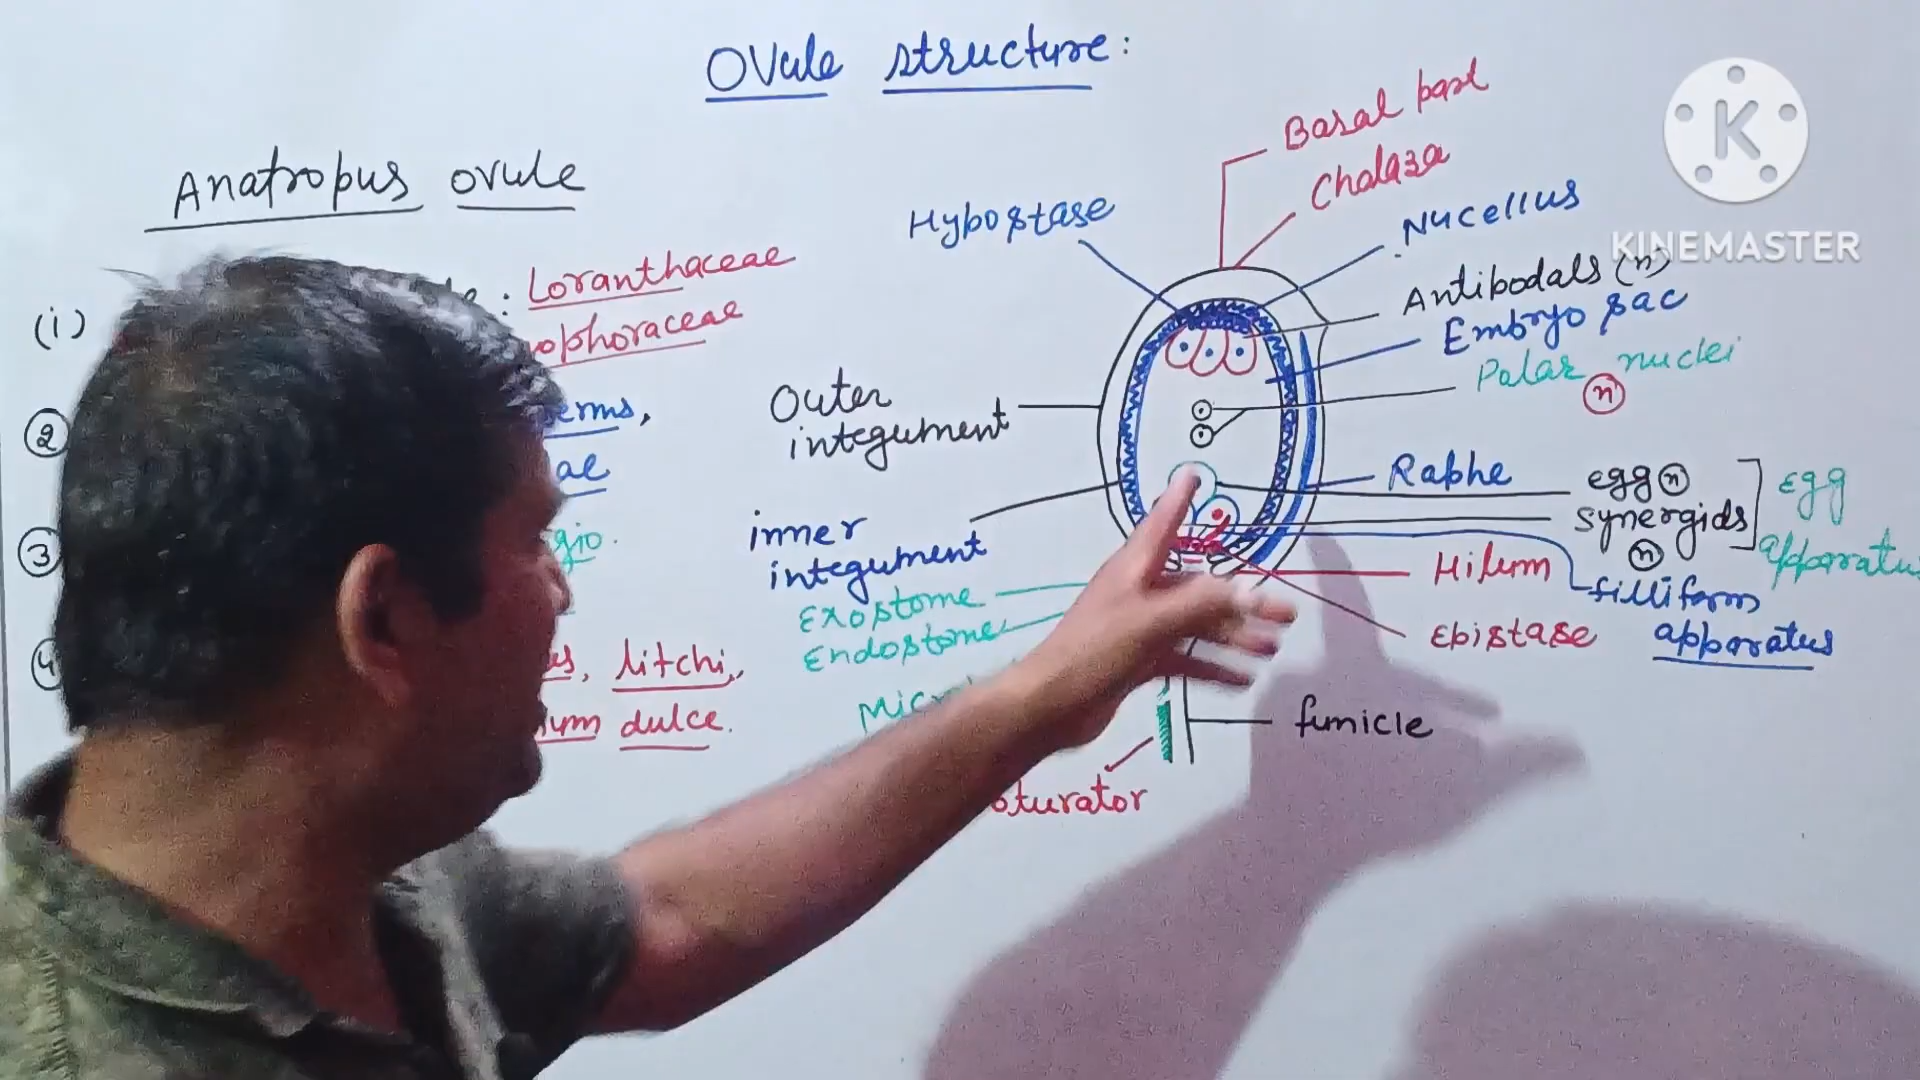 OVule structure:
Anatropus ovule
(i) : Loranthaceae
ophoraceae
② erms,
ae
③ gio.
④ litchi,
dulce.
Basal part
Chalaza
Hypostase
Nucellus
Antipodals (n)
Embryo sac
Polar nuclei
n
Outer
integument
Raphe
egg n
synergids
n
egg
apparatus
inner
integument
Hilum
filliform
apparatus
Exostome
Endostome
Epistase
Micr
funicle
turator
K
KINEMASTER